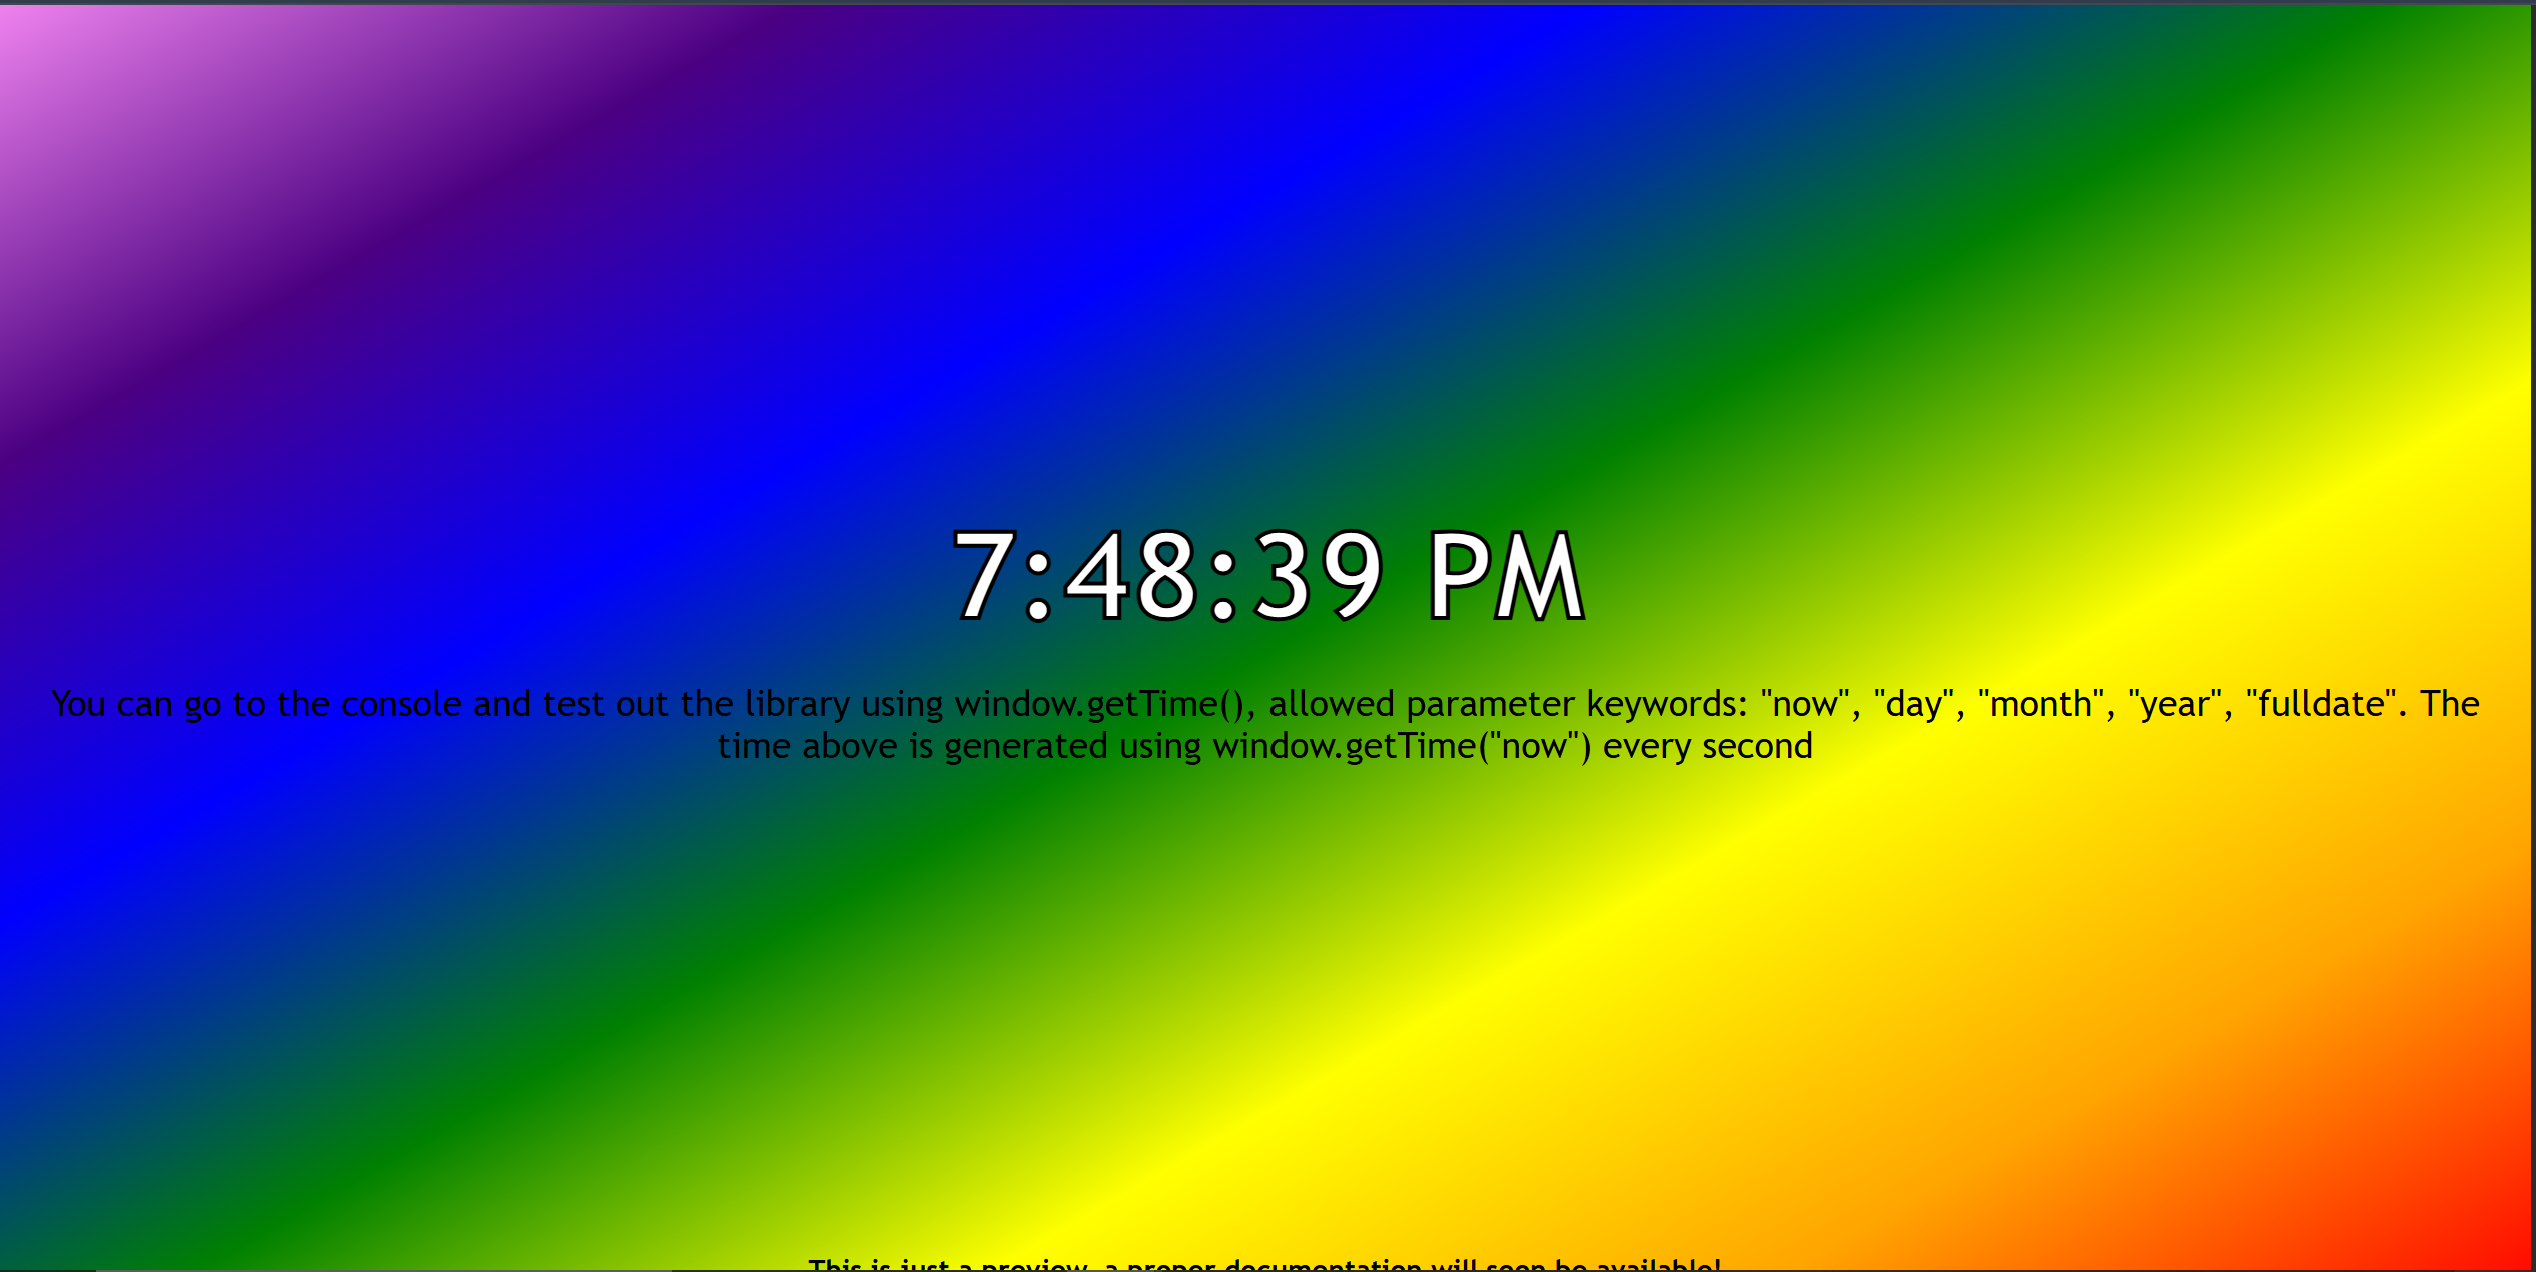 7:48:39 PM
You can go to the console and test out the library using window.getTime(), allowed parameter keywords: "now", "day", "month", "year", "fulldate". The
time above is generated using window.getTime("now") every second
This is just a preview, a proper documentation will soon be available!